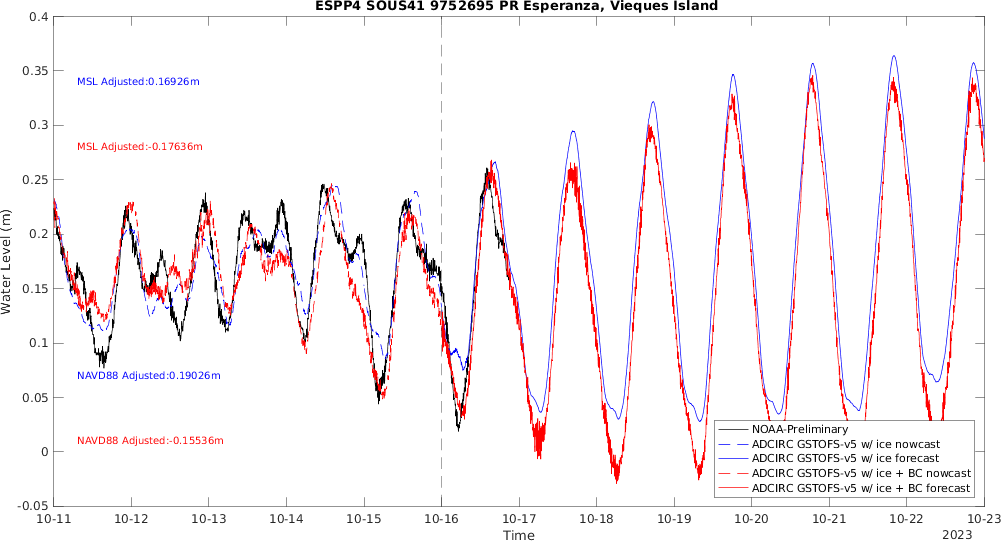 ESPP4 SOUS41 9752695 PR Esperanza, Vieques Island
0.4
0.35
0.3
0.25
0.2
0.15
0.1
0.05
0
-0.05
Water Level (m)
MSL Adjusted:0.16926m
MSL Adjusted:-0.17636m
NAVD88 Adjusted:0.19026m
NAVD88 Adjusted:-0.15536m
NOAA-Preliminary
ADCIRC GSTOFS-v5 w/ ice nowcast
ADCIRC GSTOFS-v5 w/ ice forecast
ADCIRC GSTOFS-v5 w/ ice + BC nowcast
ADCIRC GSTOFS-v5 w/ ice + BC forecast
10-11 10-12 10-13 10-14 10-15 10-16 10-17 10-18 10-19 10-20 10-21 10-22 10-23
Time
2023